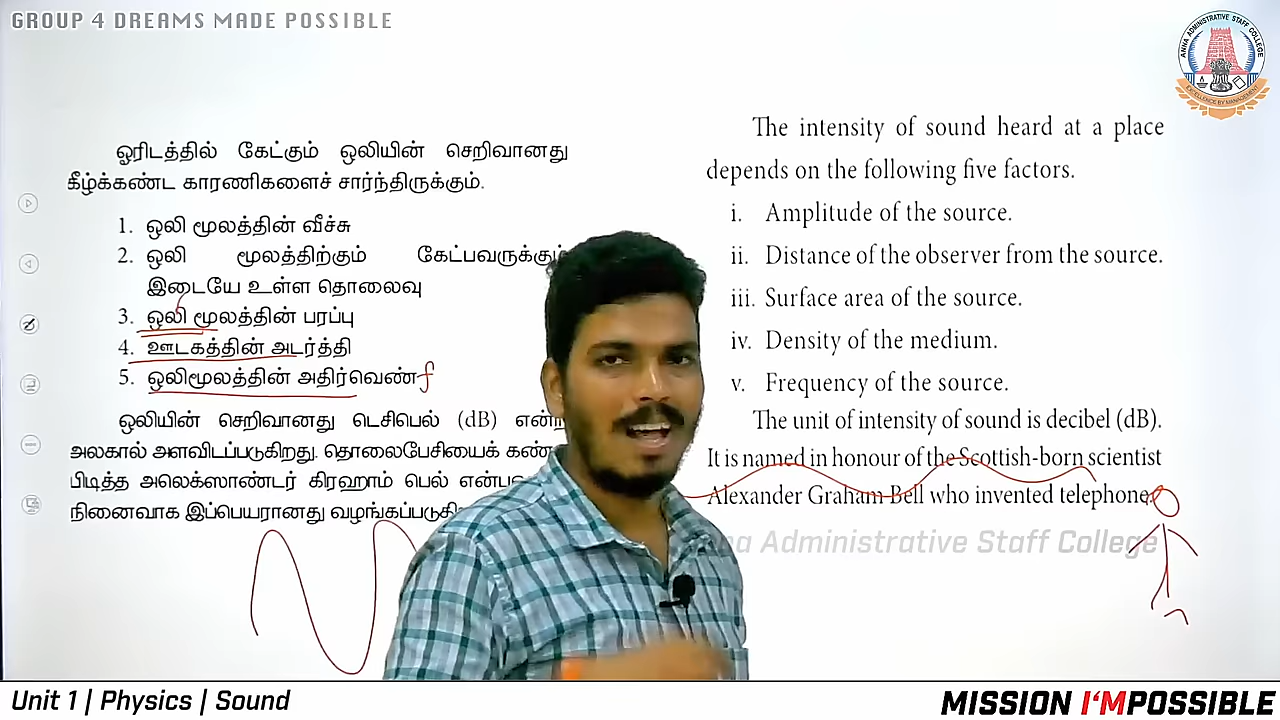 GROUP 4 DREAMS MADE POSSIBLE
ANNA ADMINISTRATIVE STAFF COLLEGE
EXCELLENCE BY MANAGEMENT
ஓரிடத்தில் கேட்கும் ஒலியின் செறிவானது
கீழ்க்கண்ட காரணிகளைச் சார்ந்திருக்கும்.
1. ஒலி மூலத்தின் வீச்சு
2. ஒலி மூலத்திற்கும் கேட்பவருக்கும்
இடையே உள்ள தொலைவு
3. ஒலி மூலத்தின் பரப்பு
4. ஊடகத்தின் அடர்த்தி
5. ஒலிமூலத்தின் அதிர்வெண் f
ஒலியின் செறிவானது டெசிபெல் (dB)
அலகால் அளவிடப்படுகிறது. தொலைபேசியைக்
பிடித்த அலெக்ஸாண்டர் கிரஹாம் பெல்
நினைவாக இப்பெயரானது
The intensity of sound heard at a place
depends on the following five factors.
i. Amplitude of the source.
ii. Distance of the observer from the source.
iii. Surface area of the source.
iv. Density of the medium.
v. Frequency of the source.
The unit of intensity of sound is decibel (dB).
It is named in honour of the Scottish-born scientist
Alexander Graham Bell who invented telephone.
Administrative Staff College
Unit 1 | Physics | Sound
MISSION I'MPOSSIBLE